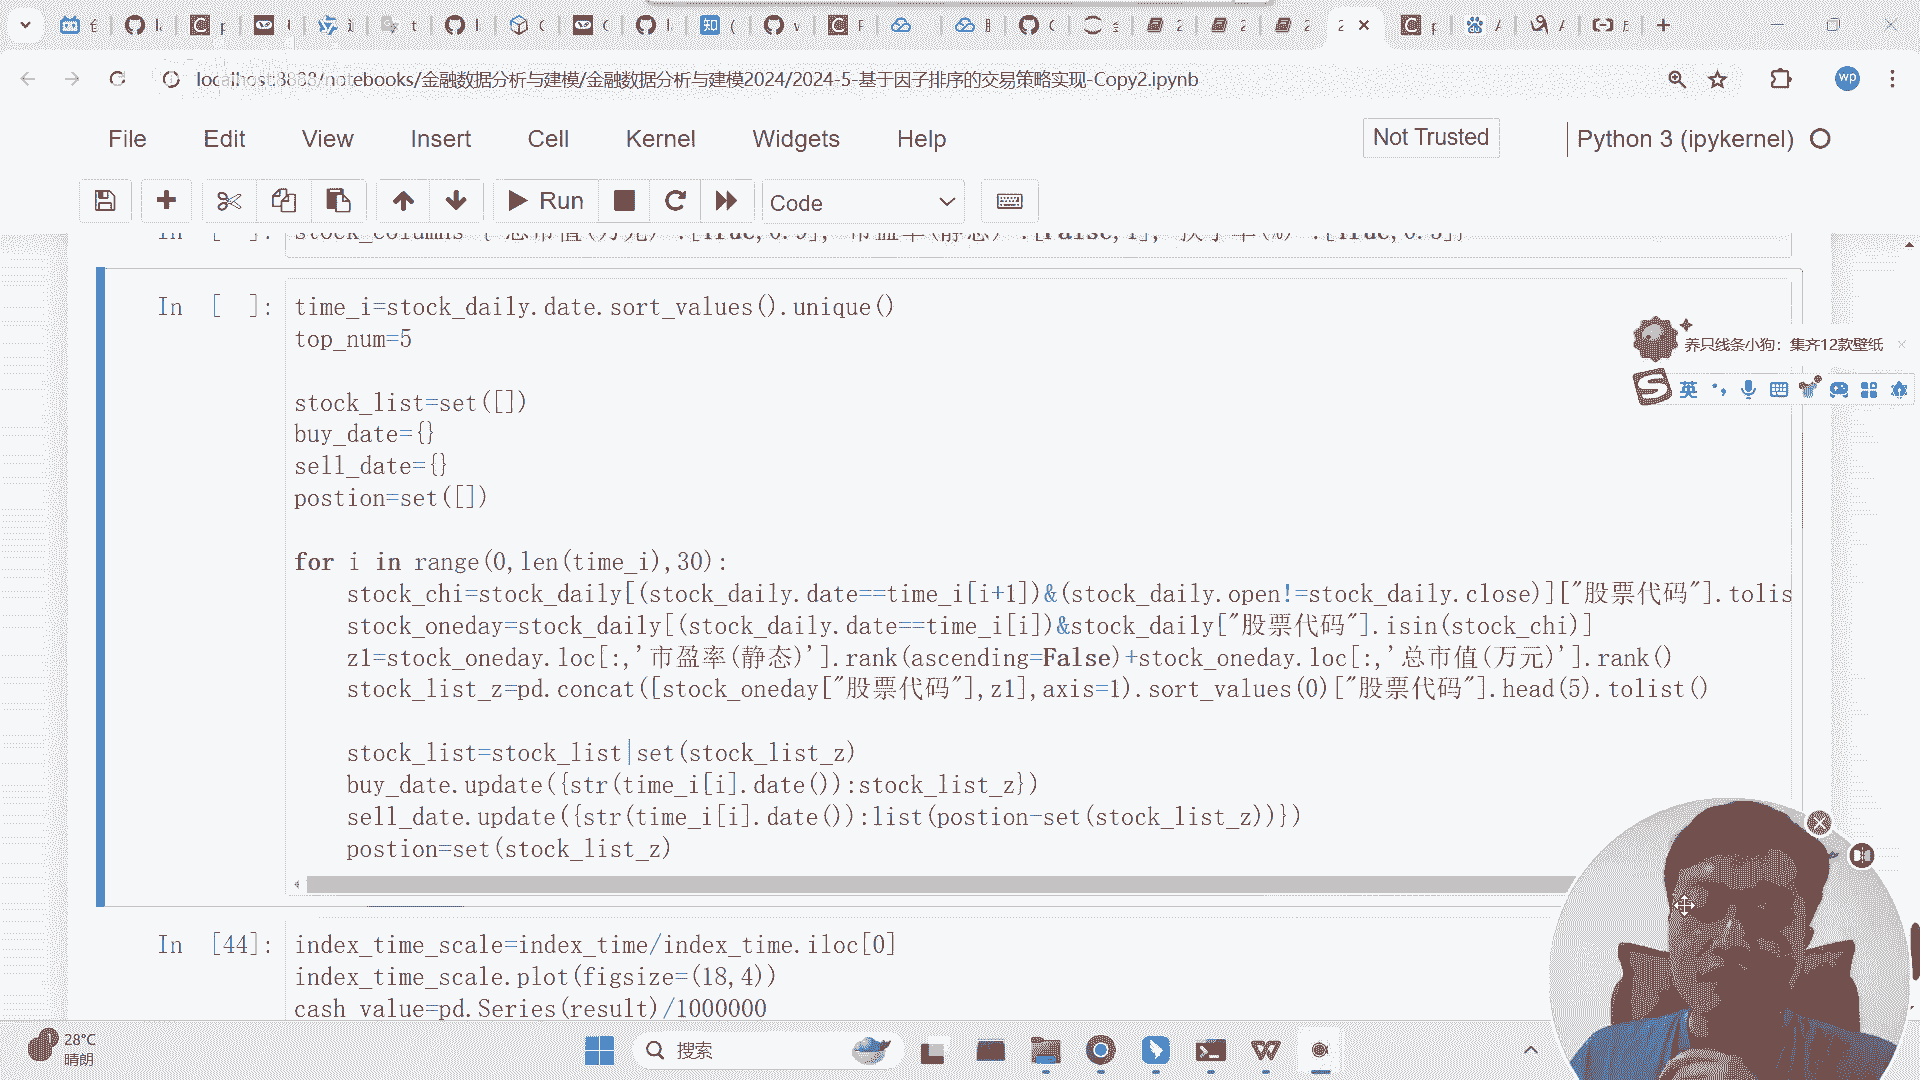 localhost:8888/notebooks/金融数据分析与建模/金融数据分析与建模2024/2024-5-基于因子排序的交易策略实现-Copy2.ipynb
wp
File Edit View Insert Cell Kernel Widgets Help
Not Trusted
Python 3 (ipykernel)
Run
Code
In [ ]:
time_i=stock_daily.date.sort_values().unique()
top_num=5
stock_list=set([])
buy_date={}
sell_date={}
postion=set([])
for i in range(0,len(time_i),30):
stock_chi=stock_daily[(stock_daily.date==time_i[i+1])&(stock_daily.open!=stock_daily.close)]["股票代码"].tolis
stock_oneday=stock_daily[(stock_daily.date==time_i[i])&stock_daily["股票代码"].isin(stock_chi)]
z1=stock_oneday.loc[:,'市盈率(静态)'].rank(ascending=False)+stock_oneday.loc[:,'总市值(万元)'].rank()
stock_list_z=pd.concat([stock_oneday["股票代码"],z1],axis=1).sort_values(0)["股票代码"].head(5).tolist()
stock_list=stock_list|set(stock_list_z)
buy_date.update({str(time_i[i].date()):stock_list_z})
sell_date.update({str(time_i[i].date()):list(postion-set(stock_list_z))})
postion=set(stock_list_z)
In [44]:
index_time_scale=index_time/index_time.iloc[0]
index_time_scale.plot(figsize=(18,4))
cash_value=pd.Series(result)/1000000
养只线条小狗：集齐12款壁纸
英
28°C
晴朗
搜索